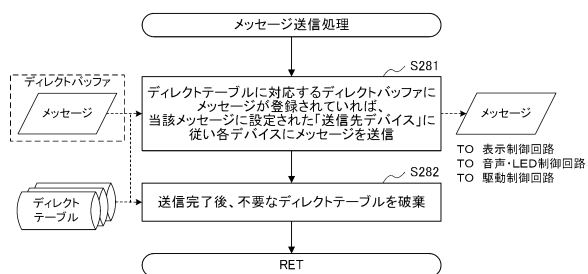 メッセージ送信処理
S281
ディレクトバッファ
メッセージ
ディレクトテーブルに対応するディレクトバッファに
メッセージが登録されていれば、
当該メッセージに設定された「送信先デバイス」に
従い各デバイスにメッセージを送信
メッセージ
TO 表示制御回路
TO 音声・LED制御回路
TO 駆動制御回路
S282
ディレクト
テーブル
送信完了後、不要なディレクトテーブルを破棄
RET